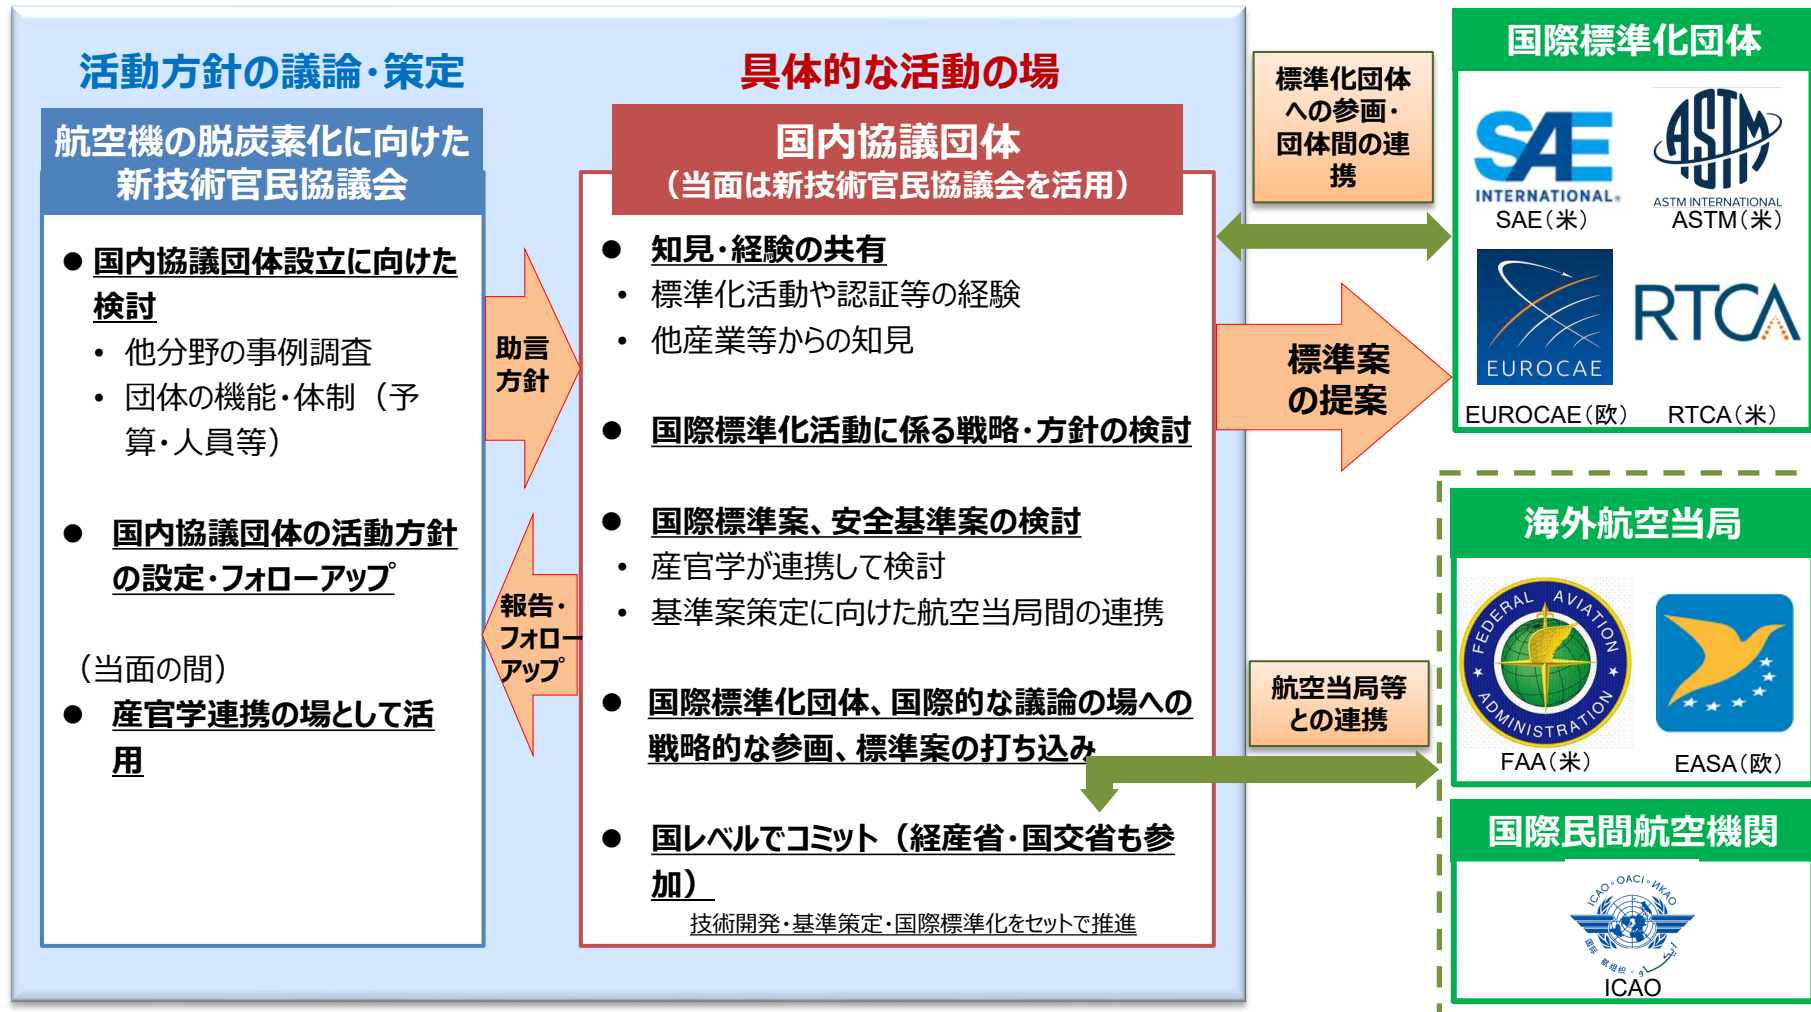 活動方針の議論・策定
航空機の脱炭素化に向けた
新技術官民協議会
● 国内協議団体設立に向けた
検討
• 他分野の事例調査
• 団体の機能・体制（予
算・人員等）
● 国内協議団体の活動方針
の設定・フォローアップ
（当面の間）
● 産官学連携の場として活
用
助言
方針
報告・
フォロー
アップ
具体的な活動の場
国内協議団体
（当面は新技術官民協議会を活用）
● 知見・経験の共有
• 標準化活動や認証等の経験
• 他産業等からの知見
● 国際標準化活動に係る戦略・方針の検討
● 国際標準案、安全基準案の検討
• 産官学が連携して検討
• 基準案策定に向けた航空当局間の連携
● 国際標準化団体、国際的な議論の場への
戦略的な参画、標準案の打ち込み
● 国レベルでコミット（経産省・国交省も参
加）
技術開発・基準策定・国際標準化をセットで推進
標準化団体
への参画・
団体間の連
携
標準案
の提案
航空当局等
との連携
国際標準化団体
SAE
INTERNATIONAL®
SAE（米）
ASTM
ASTM INTERNATIONAL
ASTM（米）
EUROCAE
EUROCAE（欧）
RTCA
RTCA（米）
海外航空当局
FEDERAL AVIATION
ADMINISTRATION
FAA（米）
EASA（欧）
国際民間航空機関
ICAO・OACI・ИКАО
ICAO